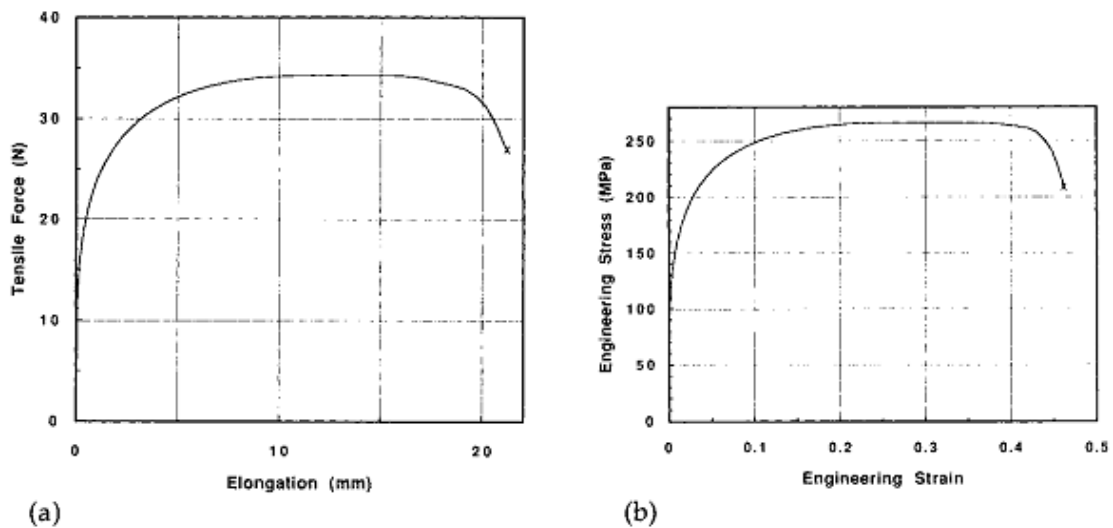 40
30
20
10
0
Tensile Force (N)
0 10 20
Elongation (mm)
(a)
250
200
150
100
50
0
Engineering Stress (MPa)
0 0.1 0.2 0.3 0.4 0.5
Engineering Strain
(b)